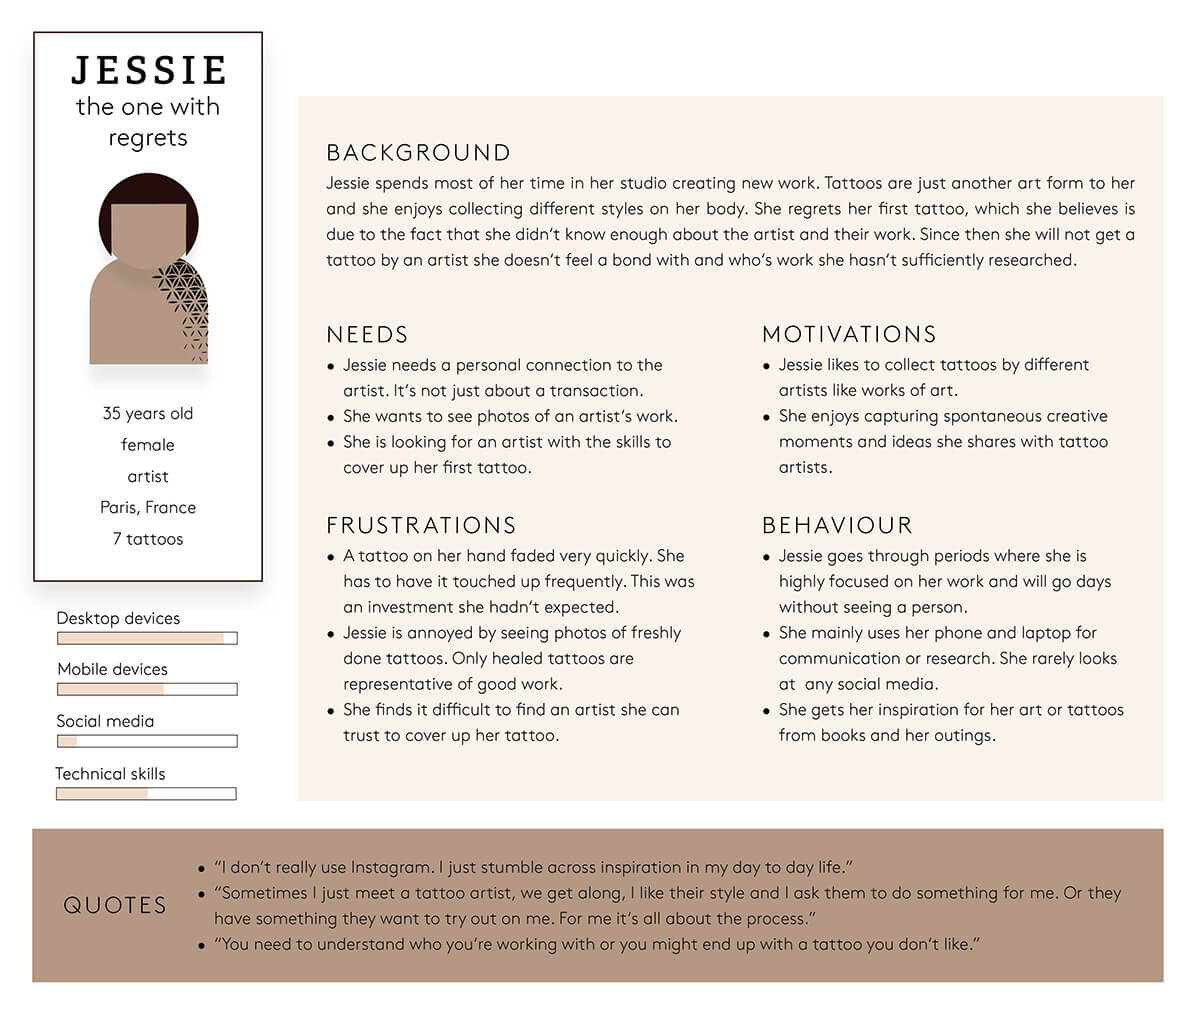 JESSIE
the one with
regrets
35 years old
female
artist
Paris, France
7 tattoos
Desktop devices
Mobile devices
Social media
Technical skills
BACKGROUND
Jessie spends most of her time in her studio creating new work. Tattoos are just another art form to her
and she enjoys collecting different styles on her body. She regrets her first tattoo, which she believes is
due to the fact that she didn't know enough about the artist and their work. Since then she will not get a
tattoo by an artist she doesn't feel a bond with and who's work she hasn't sufficiently researched.
NEEDS
• Jessie needs a personal connection to the
artist. It's not just about a transaction.
• She wants to see photos of an artist's work.
• She is looking for an artist with the skills to
cover up her first tattoo.
MOTIVATIONS
• Jessie likes to collect tattoos by different
artists like works of art.
• She enjoys capturing spontaneous creative
moments and ideas she shares with tattoo
artists.
FRUSTRATIONS
• A tattoo on her hand faded very quickly. She
has to have it touched up frequently. This was
an investment she hadn't expected.
• Jessie is annoyed by seeing photos of freshly
done tattoos. Only healed tattoos are
representative of good work.
• She finds it difficult to find an artist she can
trust to cover up her tattoo.
BEHAVIOUR
• Jessie goes through periods where she is
highly focused on her work and will go days
without seeing a person.
• She mainly uses her phone and laptop for
communication or research. She rarely looks
at any social media.
• She gets her inspiration for her art or tattoos
from books and her outings.
QUOTES
• "I don't really use Instagram. I just stumble across inspiration in my day to day life."
• "Sometimes I just meet a tattoo artist, we get along, I like their style and I ask them to do something for me. Or they
have something they want to try out on me. For me it's all about the process."
• "You need to understand who you're working with or you might end up with a tattoo you don't like."